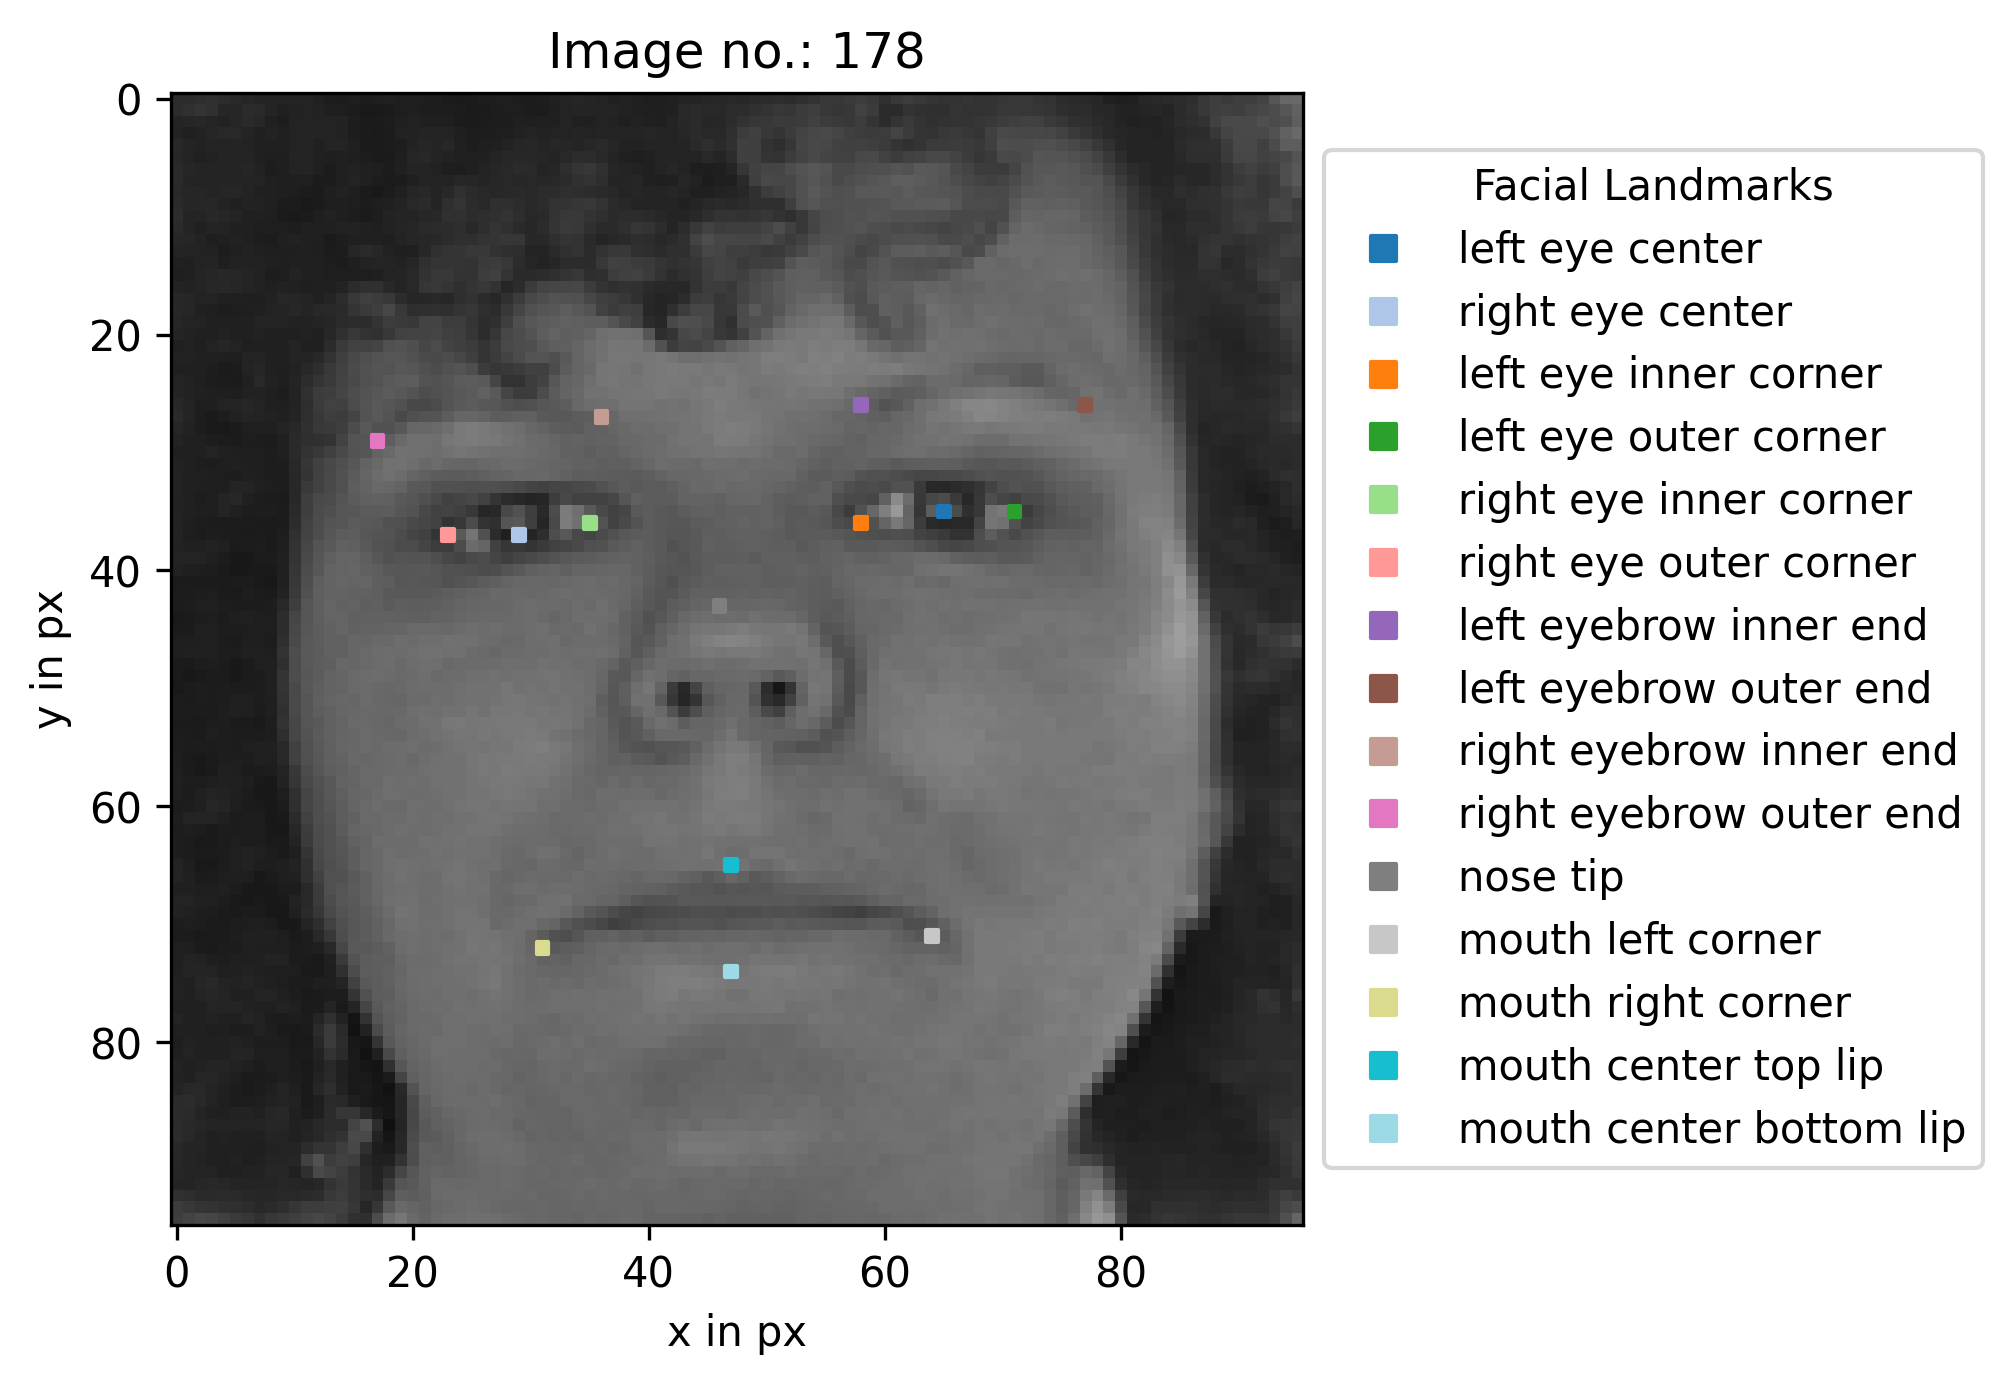 Image no.: 178
0
20
40
60
80
y in px
0 20 40 60 80
x in px
Facial Landmarks
left eye center
right eye center
left eye inner corner
left eye outer corner
right eye inner corner
right eye outer corner
left eyebrow inner end
left eyebrow outer end
right eyebrow inner end
right eyebrow outer end
nose tip
mouth left corner
mouth right corner
mouth center top lip
mouth center bottom lip